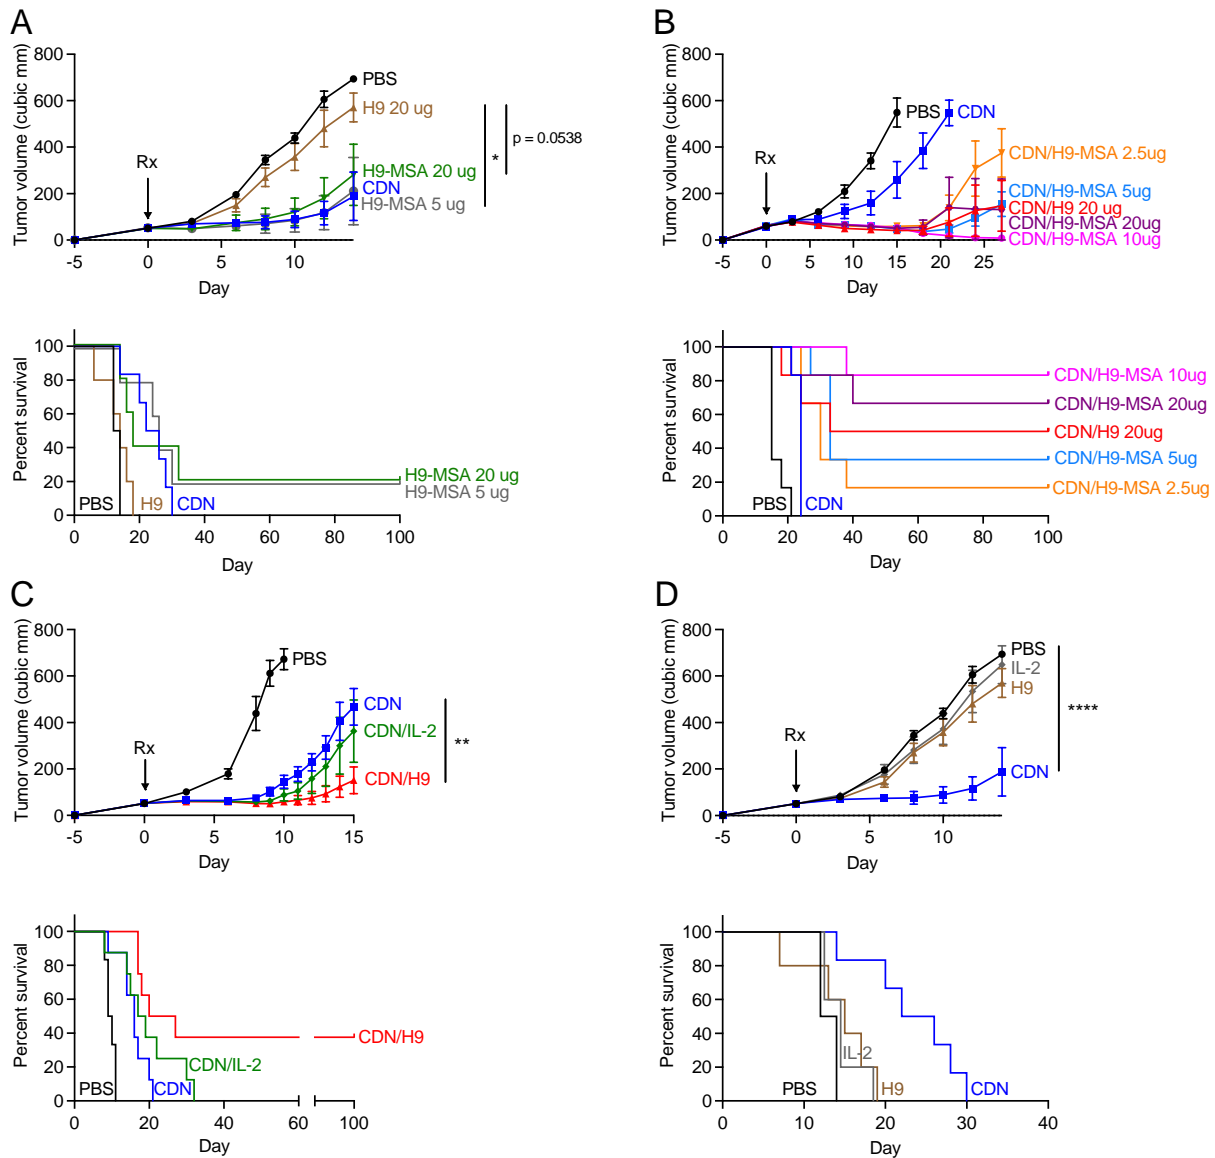 A
Tumor volume (cubic mm)
800
600
400
200
0
-5
0
10
Day
Rx
PBS
H9 20 ug
H9-MSA 20 ug
CDN
H9-MSA 5 ug
*
p = 0.0538
Percent survival
100
80
60
40
20
0
0
20
40
60
80
100
Day
PBS
H9
CDN
H9-MSA 20 ug
H9-MSA 5 ug
B
Tumor volume (cubic mm)
800
600
400
200
0
-5
0
5
10
15
20
25
Day
Rx
PBS
CDN
CDN/H9-MSA 2.5ug
CDN/H9-MSA 5ug
CDN/H9 20 ug
CDN/H9-MSA 20ug
CDN/H9-MSA 10ug
Percent survival
100
80
60
40
20
0
0
20
40
60
80
100
Day
PBS
CDN
CDN/H9-MSA 10ug
CDN/H9-MSA 20ug
CDN/H9 20ug
CDN/H9-MSA 5ug
CDN/H9-MSA 2.5ug
C
Tumor volume (cubic mm)
800
600
400
200
0
-5
0
5
10
15
Day
Rx
PBS
CDN
CDN/IL-2
CDN/H9
**
Percent survival
100
80
60
40
20
0
0
20
40
60
100
Day
PBS
CDN
CDN/IL-2
CDN/H9
D
Tumor volume (cubic mm)
800
600
400
200
0
-5
0
5
10
Day
Rx
PBS
IL-2
H9
CDN
****
Percent survival
100
80
60
40
20
0
0
10
20
30
40
Day
PBS
IL-2
H9
CDN